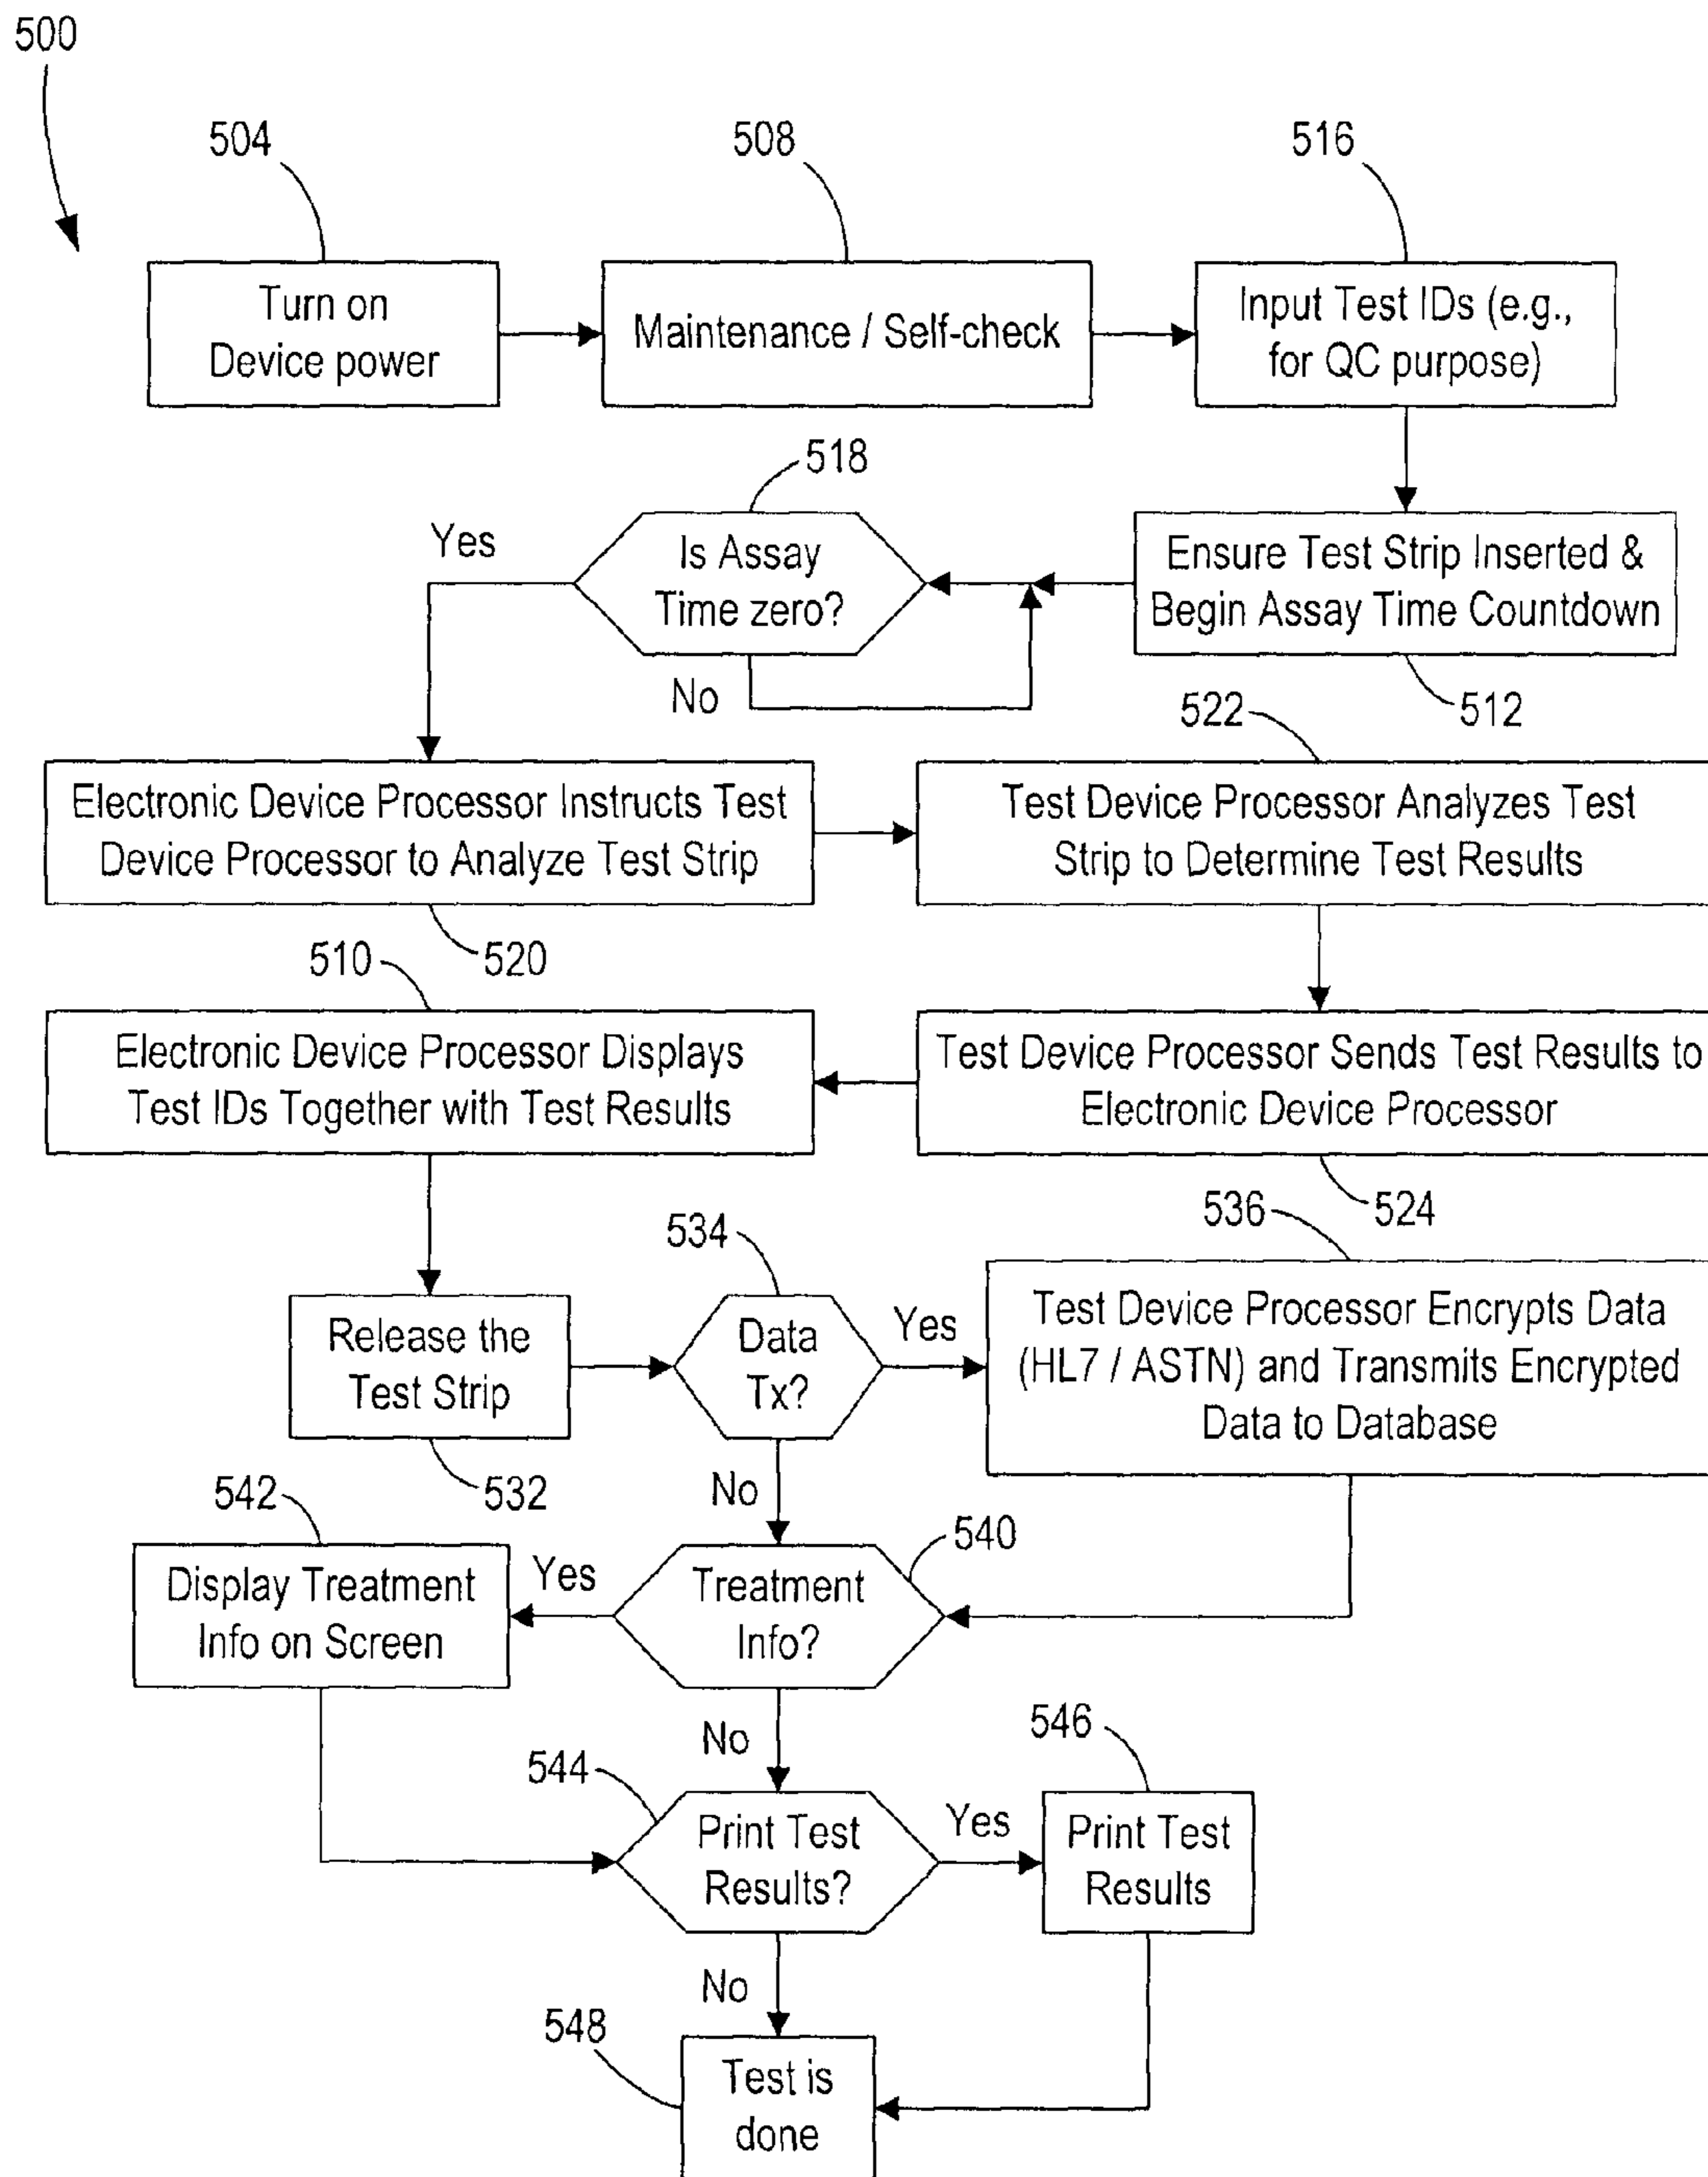 500
504
508
516
Turn on
Device power
Maintenance / Self-check
Input Test IDs (e.g.,
for QC purpose)
518
Yes
Is Assay
Time zero?
No
Ensure Test Strip Inserted &
Begin Assay Time Countdown
512
522
Electronic Device Processor Instructs Test
Device Processor to Analyze Test Strip
Test Device Processor Analyzes Test
Strip to Determine Test Results
520
510
Electronic Device Processor Displays
Test IDs Together with Test Results
Test Device Processor Sends Test Results to
Electronic Device Processor
524
536
534
Release the
Test Strip
532
Data
Tx?
Yes
No
Test Device Processor Encrypts Data
(HL7 / ASTN) and Transmits Encrypted
Data to Database
542
540
Display Treatment
Info on Screen
Yes
Treatment
Info?
No
546
544
Print Test
Results?
Yes
Print Test
Results
No
548
Test is
done